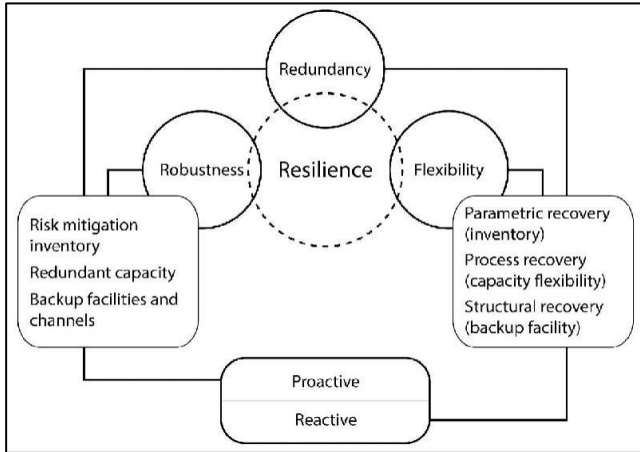 Redundancy
Robustness
Resilience
Flexibility
Risk mitigation
inventory
Redundant capacity
Backup facilities and
channels
Parametric recovery
(inventory)
Process recovery
(capacity flexibility)
Structural recovery
(backup facility)
Proactive
Reactive